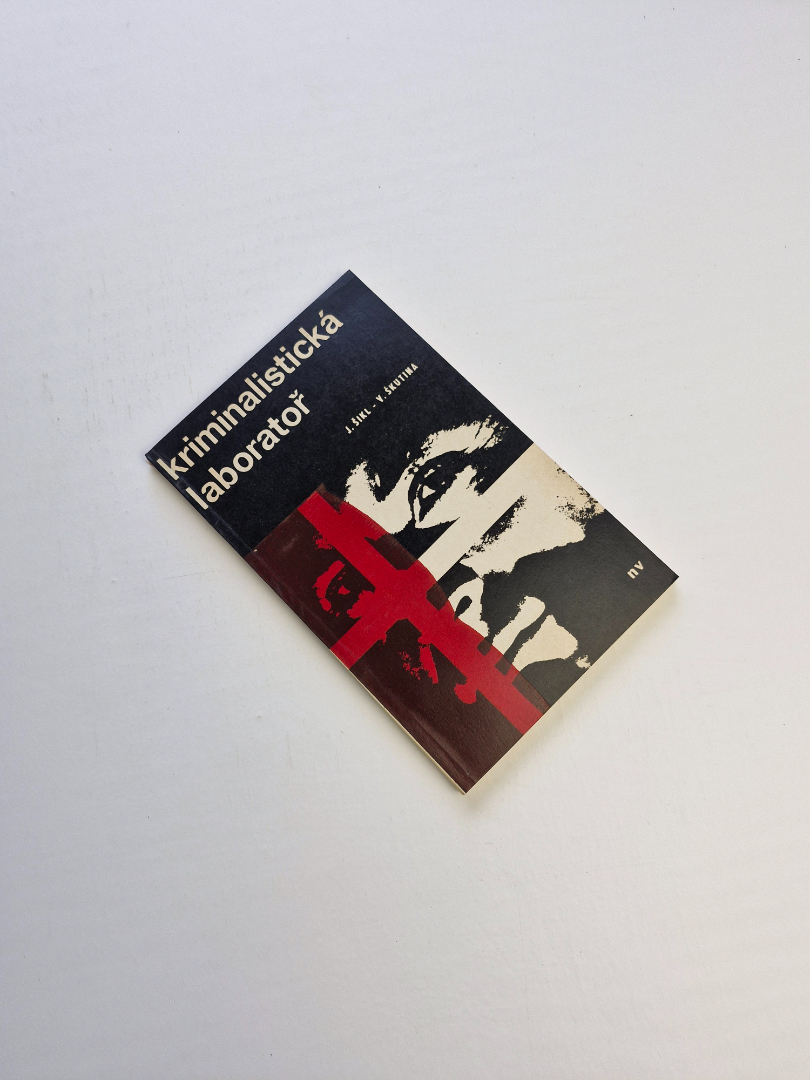 kriminalistická
laboratoř
J. ŠIKL - V. ŠKUTINA
nv